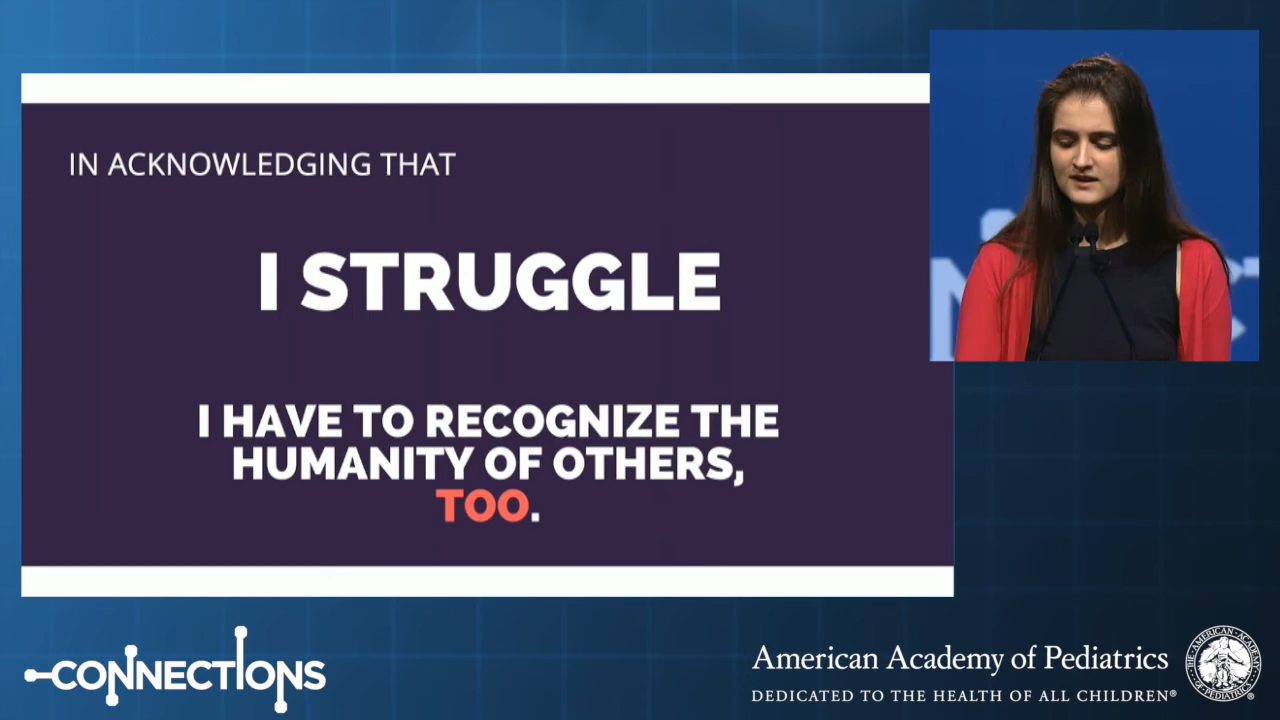 IN ACKNOWLEDGING THAT
I STRUGGLE
I HAVE TO RECOGNIZE THE
HUMANITY OF OTHERS,
TOO.
CONNECTIONS
American Academy of Pediatrics
DEDICATED TO THE HEALTH OF ALL CHILDREN®